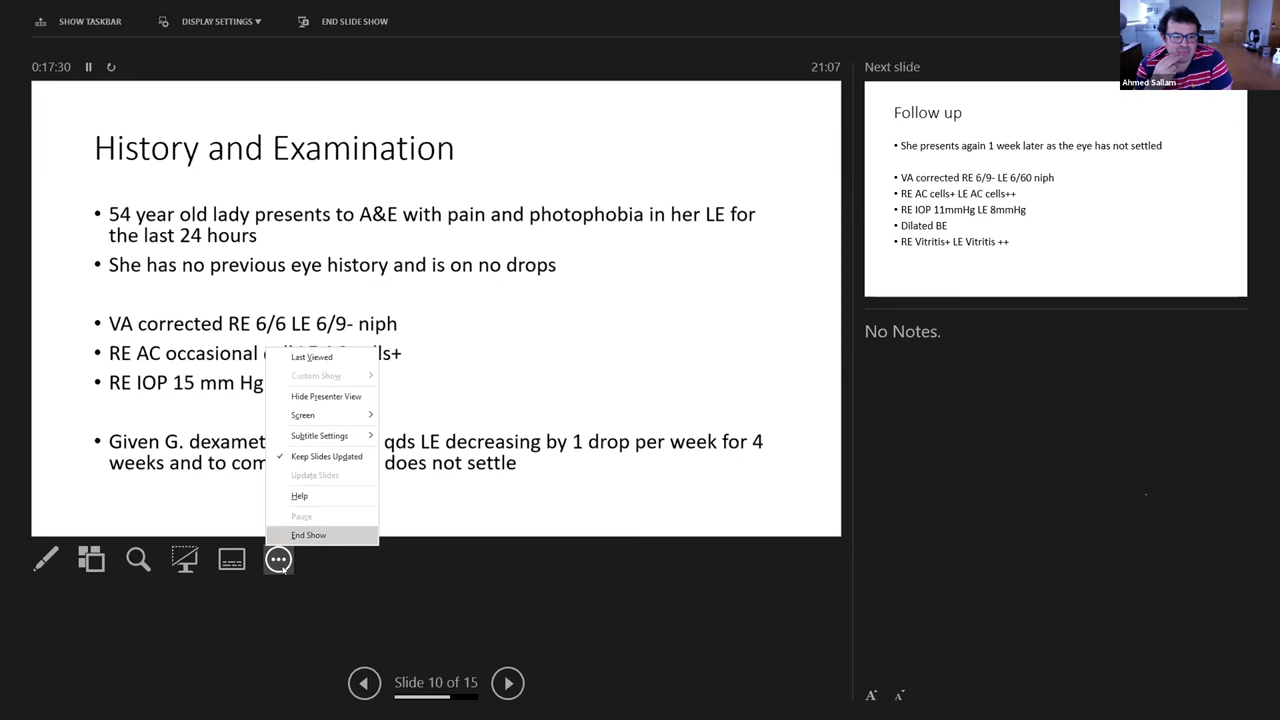 SHOW TASKBAR
DISPLAY SETTINGS ▼
END SLIDE SHOW
0:17:30
21:07
History and Examination
• 54 year old lady presents to A&E with pain and photophobia in her LE for
the last 24 hours
• She has no previous eye history and is on no drops
• VA corrected RE 6/6 LE 6/9- niph
• RE AC occasional
• RE IOP 15 mm Hg
• Given G. qds LE decreasing by 1 drop per week for 4
weeks and to does not settle
Last Viewed
Custom Show
Hide Presenter View
Screen
Subtitle Settings
✓ Keep Slides Updated
Update Slides
Help
Pause
End Show
Slide 10 of 15
Next slide
Follow up
• She presents again 1 week later as the eye has not settled
• VA corrected RE 6/9- LE 6/60 niph
• RE AC cells+ LE AC cells++
• RE IOP 11mmHg LE 8mmHg
• Dilated BE
• RE Vitritis+ LE Vitritis ++
No Notes.
A A
Ahmed Sallam